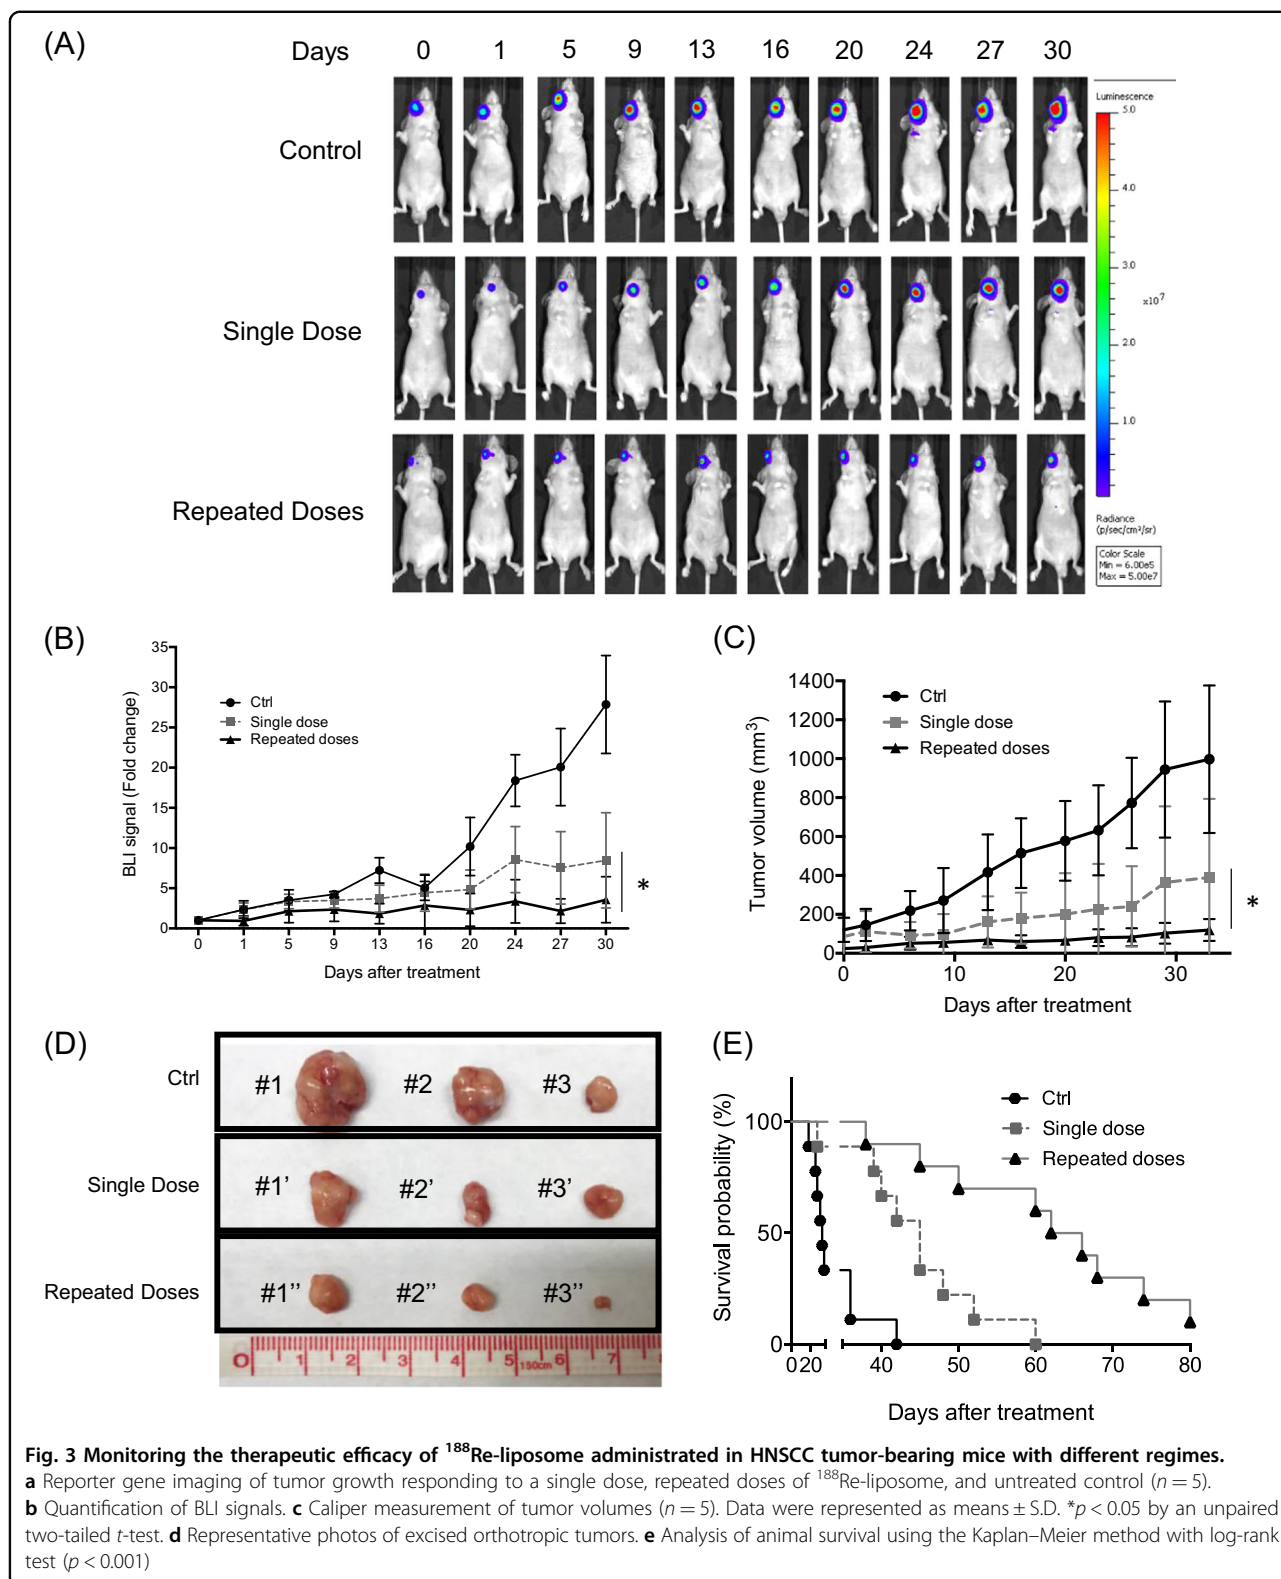 (A)
Days 0 1 5 9 13 16 20 24 27 30
Control
Single Dose
Repeated Doses
Luminescence
5.0
4.0
3.0
x10⁷
2.0
1.0
Radiance
(p/sec/cm²/sr)
Color Scale
Min = 6.00e5
Max = 5.00e7
(B)
BLI signal (Fold change)
35
30
25
20
15
10
5
0
Ctrl
Single dose
Repeated doses
*
0 1 5 9 13 16 20 24 27 30
Days after treatment
(C)
Tumor volume (mm³)
1400
1200
1000
800
600
400
200
0
Ctrl
Single dose
Repeated doses
*
0 10 20 30
Days after treatment
(D)
Ctrl
#1 #2 #3
Single Dose
#1' #2' #3'
Repeated Doses
#1'' #2'' #3''
0 1 2 3 4 5 150cm 6 7
(E)
Survival probability (%)
100
50
0
Ctrl
Single dose
Repeated doses
0 20 40 50 60 70 80
Days after treatment
Fig. 3 Monitoring the therapeutic efficacy of ¹⁸⁸Re-liposome administrated in HNSCC tumor-bearing mice with different regimes.
a Reporter gene imaging of tumor growth responding to a single dose, repeated doses of ¹⁸⁸Re-liposome, and untreated control (n = 5).
b Quantification of BLI signals. c Caliper measurement of tumor volumes (n = 5). Data were represented as means ± S.D. *p < 0.05 by an unpaired
two-tailed t-test. d Representative photos of excised orthotropic tumors. e Analysis of animal survival using the Kaplan–Meier method with log-rank
test (p < 0.001)